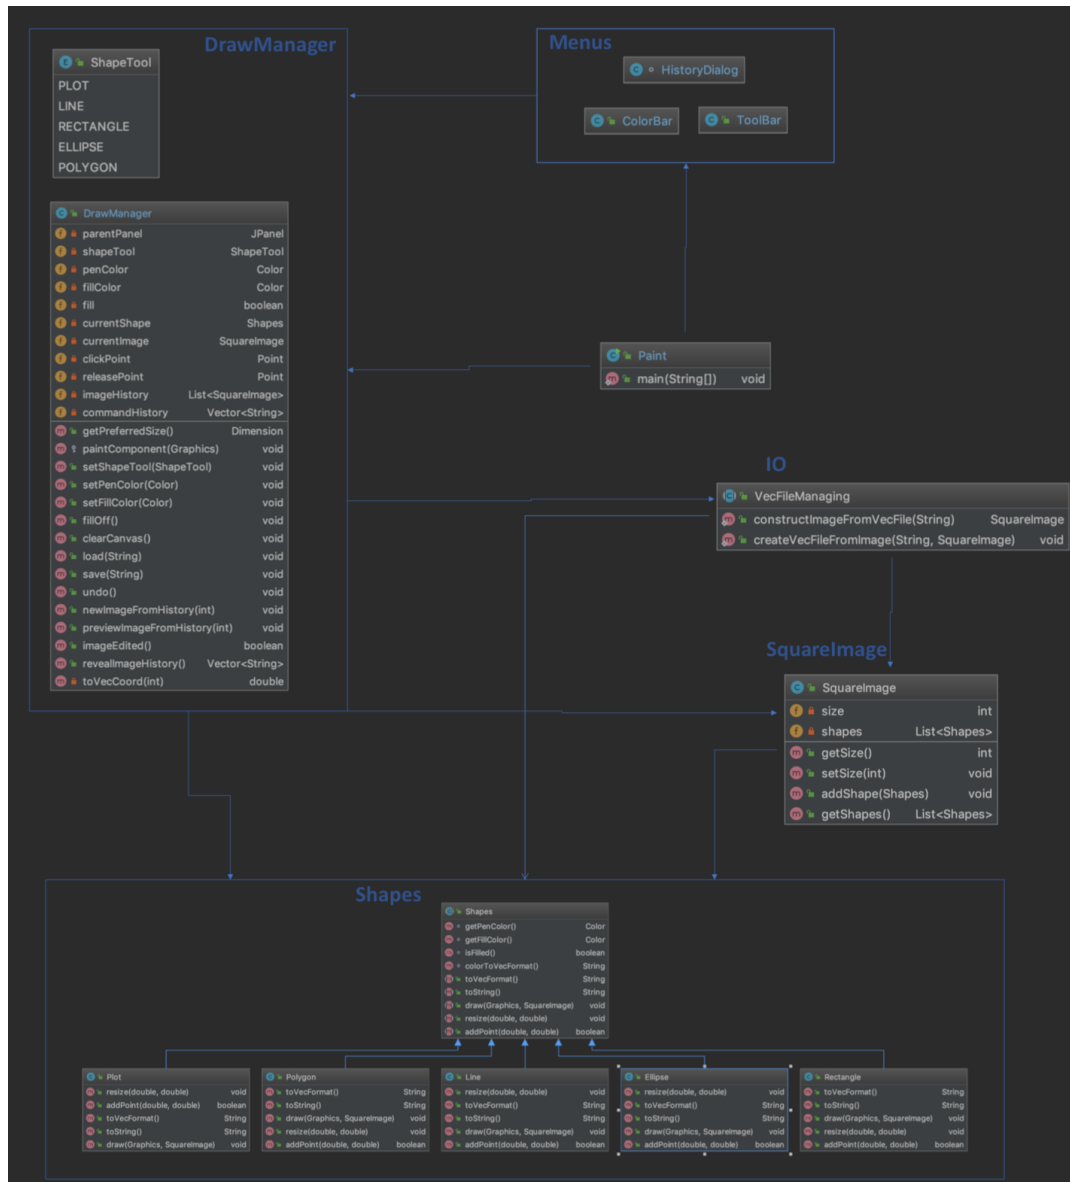 DrawManager
ShapeTool
PLOT
LINE
RECTANGLE
ELLIPSE
POLYGON
DrawManager
parentPanel JPanel
shapeTool ShapeTool
penColor Color
fillColor Color
fill boolean
currentShape Shapes
currentImage SquareImage
clickPoint Point
releasePoint Point
imageHistory List<SquareImage>
commandHistory Vector<String>
getPreferredSize() Dimension
paintComponent(Graphics) void
setShapeTool(ShapeTool) void
setPenColor(Color) void
setFillColor(Color) void
fillOff() void
clearCanvas() void
load(String) void
save(String) void
undo() void
newImageFromHistory(int) void
previewImageFromHistory(int) void
imageEdited() boolean
revealImageHistory() Vector<String>
toVecCoord(int) double
Menus
HistoryDialog
ColorBar
ToolBar
Paint
main(String[]) void
IO
VecFileManaging
constructImageFromVecFile(String) SquareImage
createVecFileFromImage(String, SquareImage) void
SquareImage
SquareImage
size int
shapes List<Shapes>
getSize() int
setSize(int) void
addShape(Shapes) void
getShapes() List<Shapes>
Shapes
Shapes
getPenColor() Color
getFillColor() Color
isFilled() boolean
colorToVecFormat() String
toVecFormat() String
toString() String
draw(Graphics, SquareImage) void
resize(double, double) void
addPoint(double, double) boolean
Plot
resize(double, double) void
addPoint(double, double) boolean
toVecFormat() String
toString() String
draw(Graphics, SquareImage) void
Polygon
toVecFormat() String
toString() String
draw(Graphics, SquareImage) void
resize(double, double) void
addPoint(double, double) boolean
Line
resize(double, double) void
toVecFormat() String
toString() String
draw(Graphics, SquareImage) void
addPoint(double, double) boolean
Ellipse
resize(double, double) void
toVecFormat() String
toString() String
draw(Graphics, SquareImage) void
addPoint(double, double) boolean
Rectangle
toVecFormat() String
toString() String
draw(Graphics, SquareImage) void
resize(double, double) void
addPoint(double, double) boolean